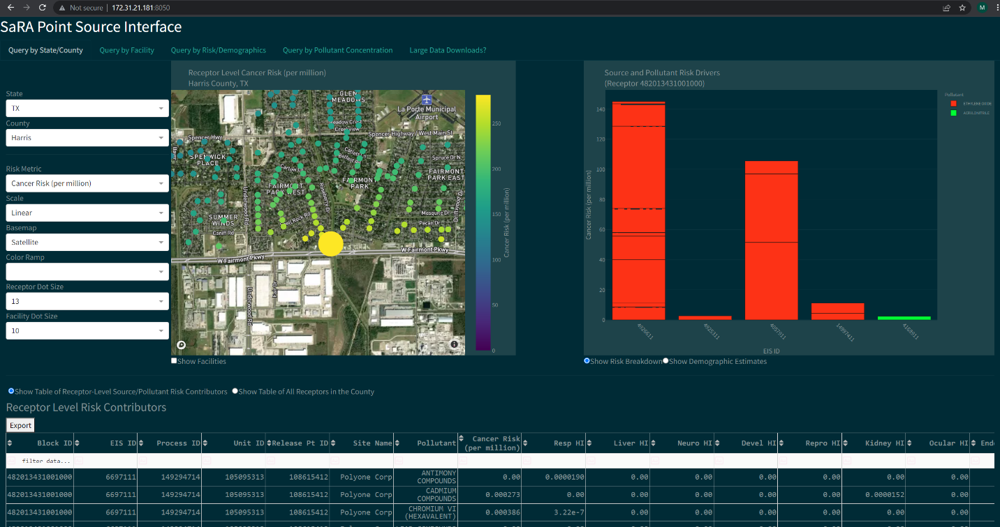 Not secure | 172.31.21.181:8050
M
SaRA Point Source Interface
Query by State/County
Query by Facility
Query by Risk/Demographics
Query by Pollutant Concentration
Large Data Downloads?
State
TX
County
Harris
Risk Metric
Cancer Risk (per million)
Scale
Linear
Basemap
Satellite
Color Ramp
Receptor Dot Size
13
Facility Dot Size
10
Receptor Level Cancer Risk (per million)
Harris County, TX
GLEN
MEADOWS
La Porte Municipal
Airport
Meadow Crest
Creekview
Spencer Highway / West Main St
Spencer Hwy
SPENWICK
PLACE
Carlow Ln
Catlett Ln
Belfast Rd
Spruce Dr N
FAIRMONT
PARK WEST
FAIRMONT
PARK
FAIRMONT
PARK EAST
Underwood Rd
Roseberry Dr
Driftwood Dr
SUMMER
WINDS
Caniff Rd
Rock Rd
Mesquite Dr
Pecan Dr
W Fairmont Pkwy
W Fairmont Pkwy
Underwood Rd
Fair Dr
250
200
150
100
50
0
Cancer Risk (per million)
Show Facilities
Source and Pollutant Risk Drivers
(Receptor 482013431001000)
Pollutant
ETHYLENE OXIDE
ACRYLONITRILE
140
120
100
80
60
40
20
0
Cancer Risk (per million)
4926611
4925311
4057911
14997411
4168911
EIS ID
Show Risk Breakdown Show Demographic Estimates
Show Table of Receptor-Level Source/Pollutant Risk Contributors Show Table of All Receptors in the County
Receptor Level Risk Contributors
Export
Block ID EIS ID Process ID Unit ID Release Pt ID Site Name Pollutant Cancer Risk (per million) Resp HI Liver HI Neuro HI Devel HI Repro HI Kidney HI Ocular HI Endo
filter data...
482013431001000 6697111 149294714 105095313 108615412 Polyone Corp ANTIMONY COMPOUNDS 0.00 0.0000190 0.00 0.00 0.00 0.00 0.00 0.00
482013431001000 6697111 149294714 105095313 108615412 Polyone Corp CADMIUM COMPOUNDS 0.000273 0.00 0.00 0.00 0.00 0.00 0.0000152 0.00
482013431001000 6697111 149294714 105095313 108615412 Polyone Corp CHROMIUM VI (HEXAVALENT) 0.000386 3.22e-7 0.00 0.00 0.00 0.00 0.00 0.00